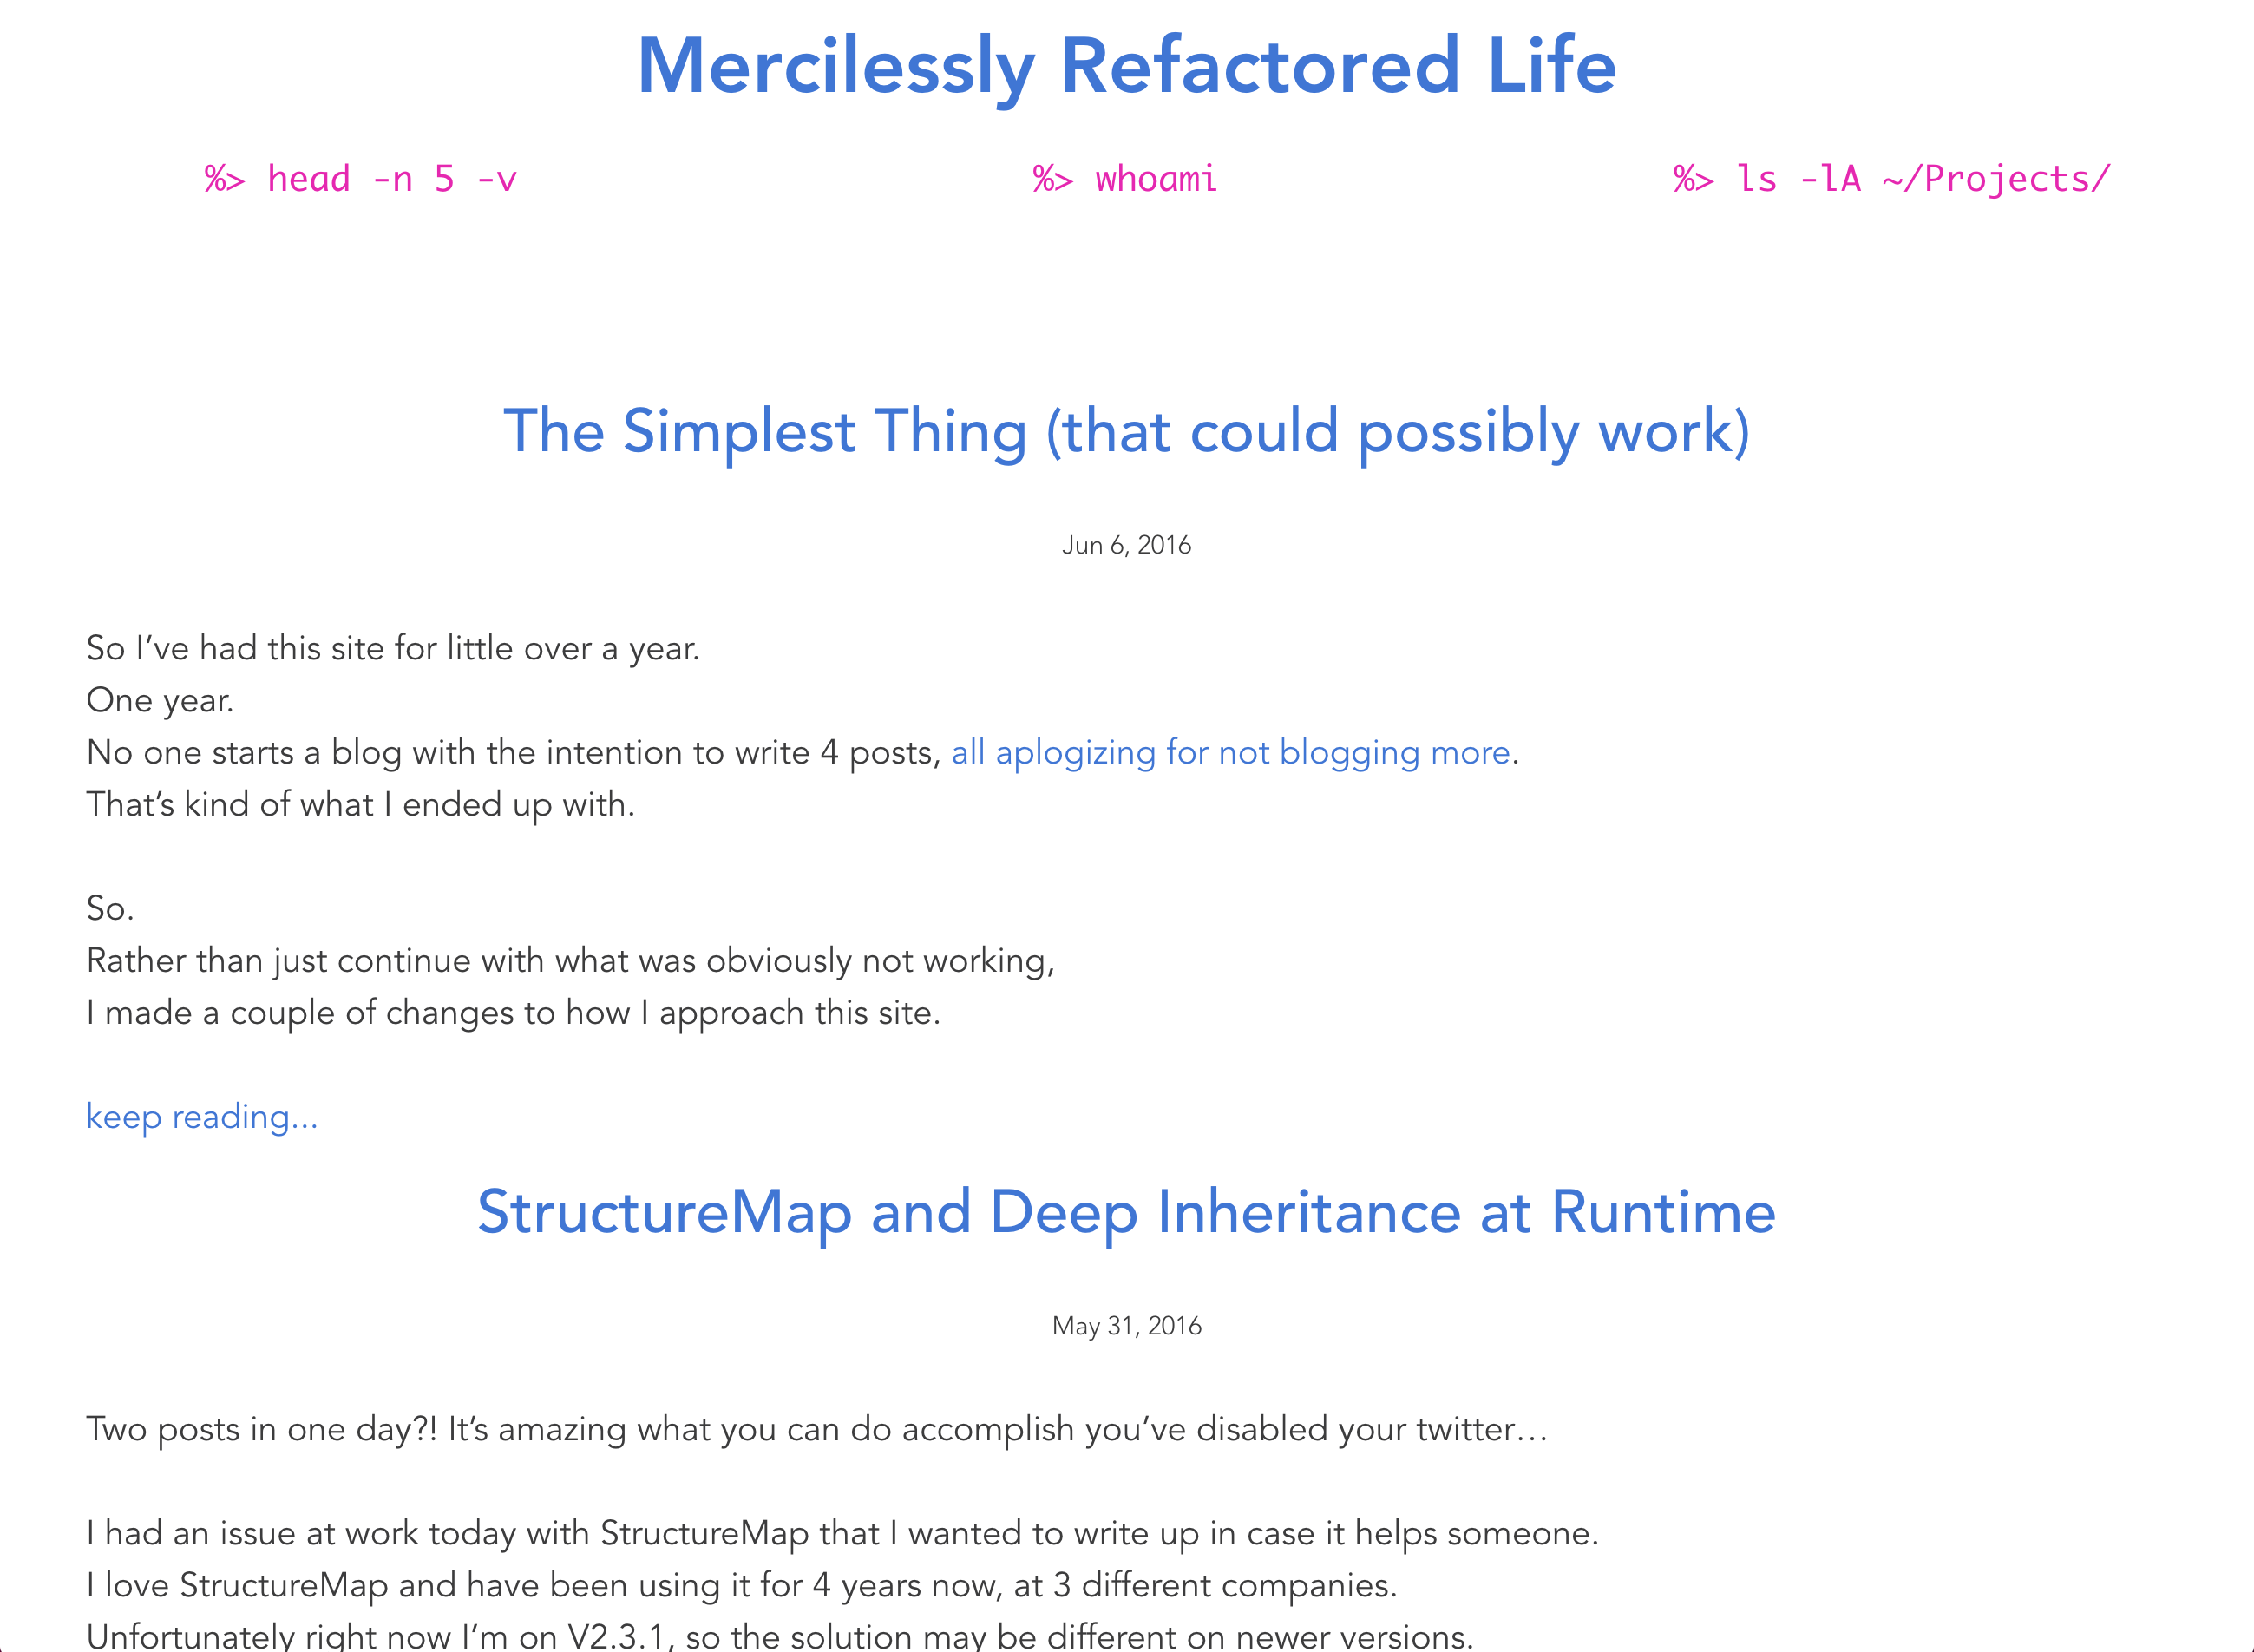 Mercilessly Refactored Life
%> head -n 5 -v
%> whoami
%> ls -lA ~/Projects/
The Simplest Thing (that could possibly work)
Jun 6, 2016
So I’ve had this site for little over a year.
One year.
No one starts a blog with the intention to write 4 posts, all aplogizing for not blogging more.
That’s kind of what I ended up with.
So.
Rather than just continue with what was obviously not working,
I made a couple of changes to how I approach this site.
keep reading...
StructureMap and Deep Inheritance at Runtime
May 31, 2016
Two posts in one day?! It’s amazing what you can do accomplish you’ve disabled your twitter…
I had an issue at work today with StructureMap that I wanted to write up in case it helps someone.
I love StructureMap and have been using it for 4 years now, at 3 different companies.
Unfortunately right now I’m on V2.3.1, so the solution may be different on newer versions.